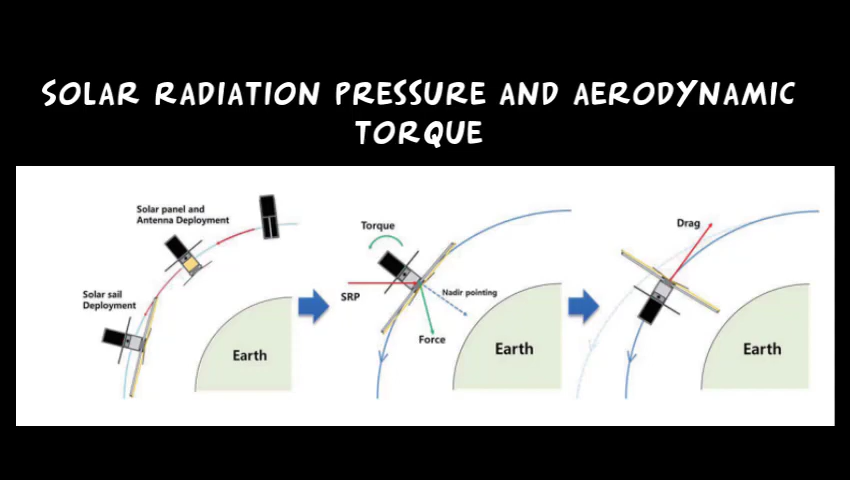 SOLAR RADIATION PRESSURE AND AERODYNAMIC
TORQUE
Solar panel and
Antenna Deployment
Solar sail
Deployment
Earth
Torque
SRP
Nadir pointing
Force
Earth
Drag
Earth